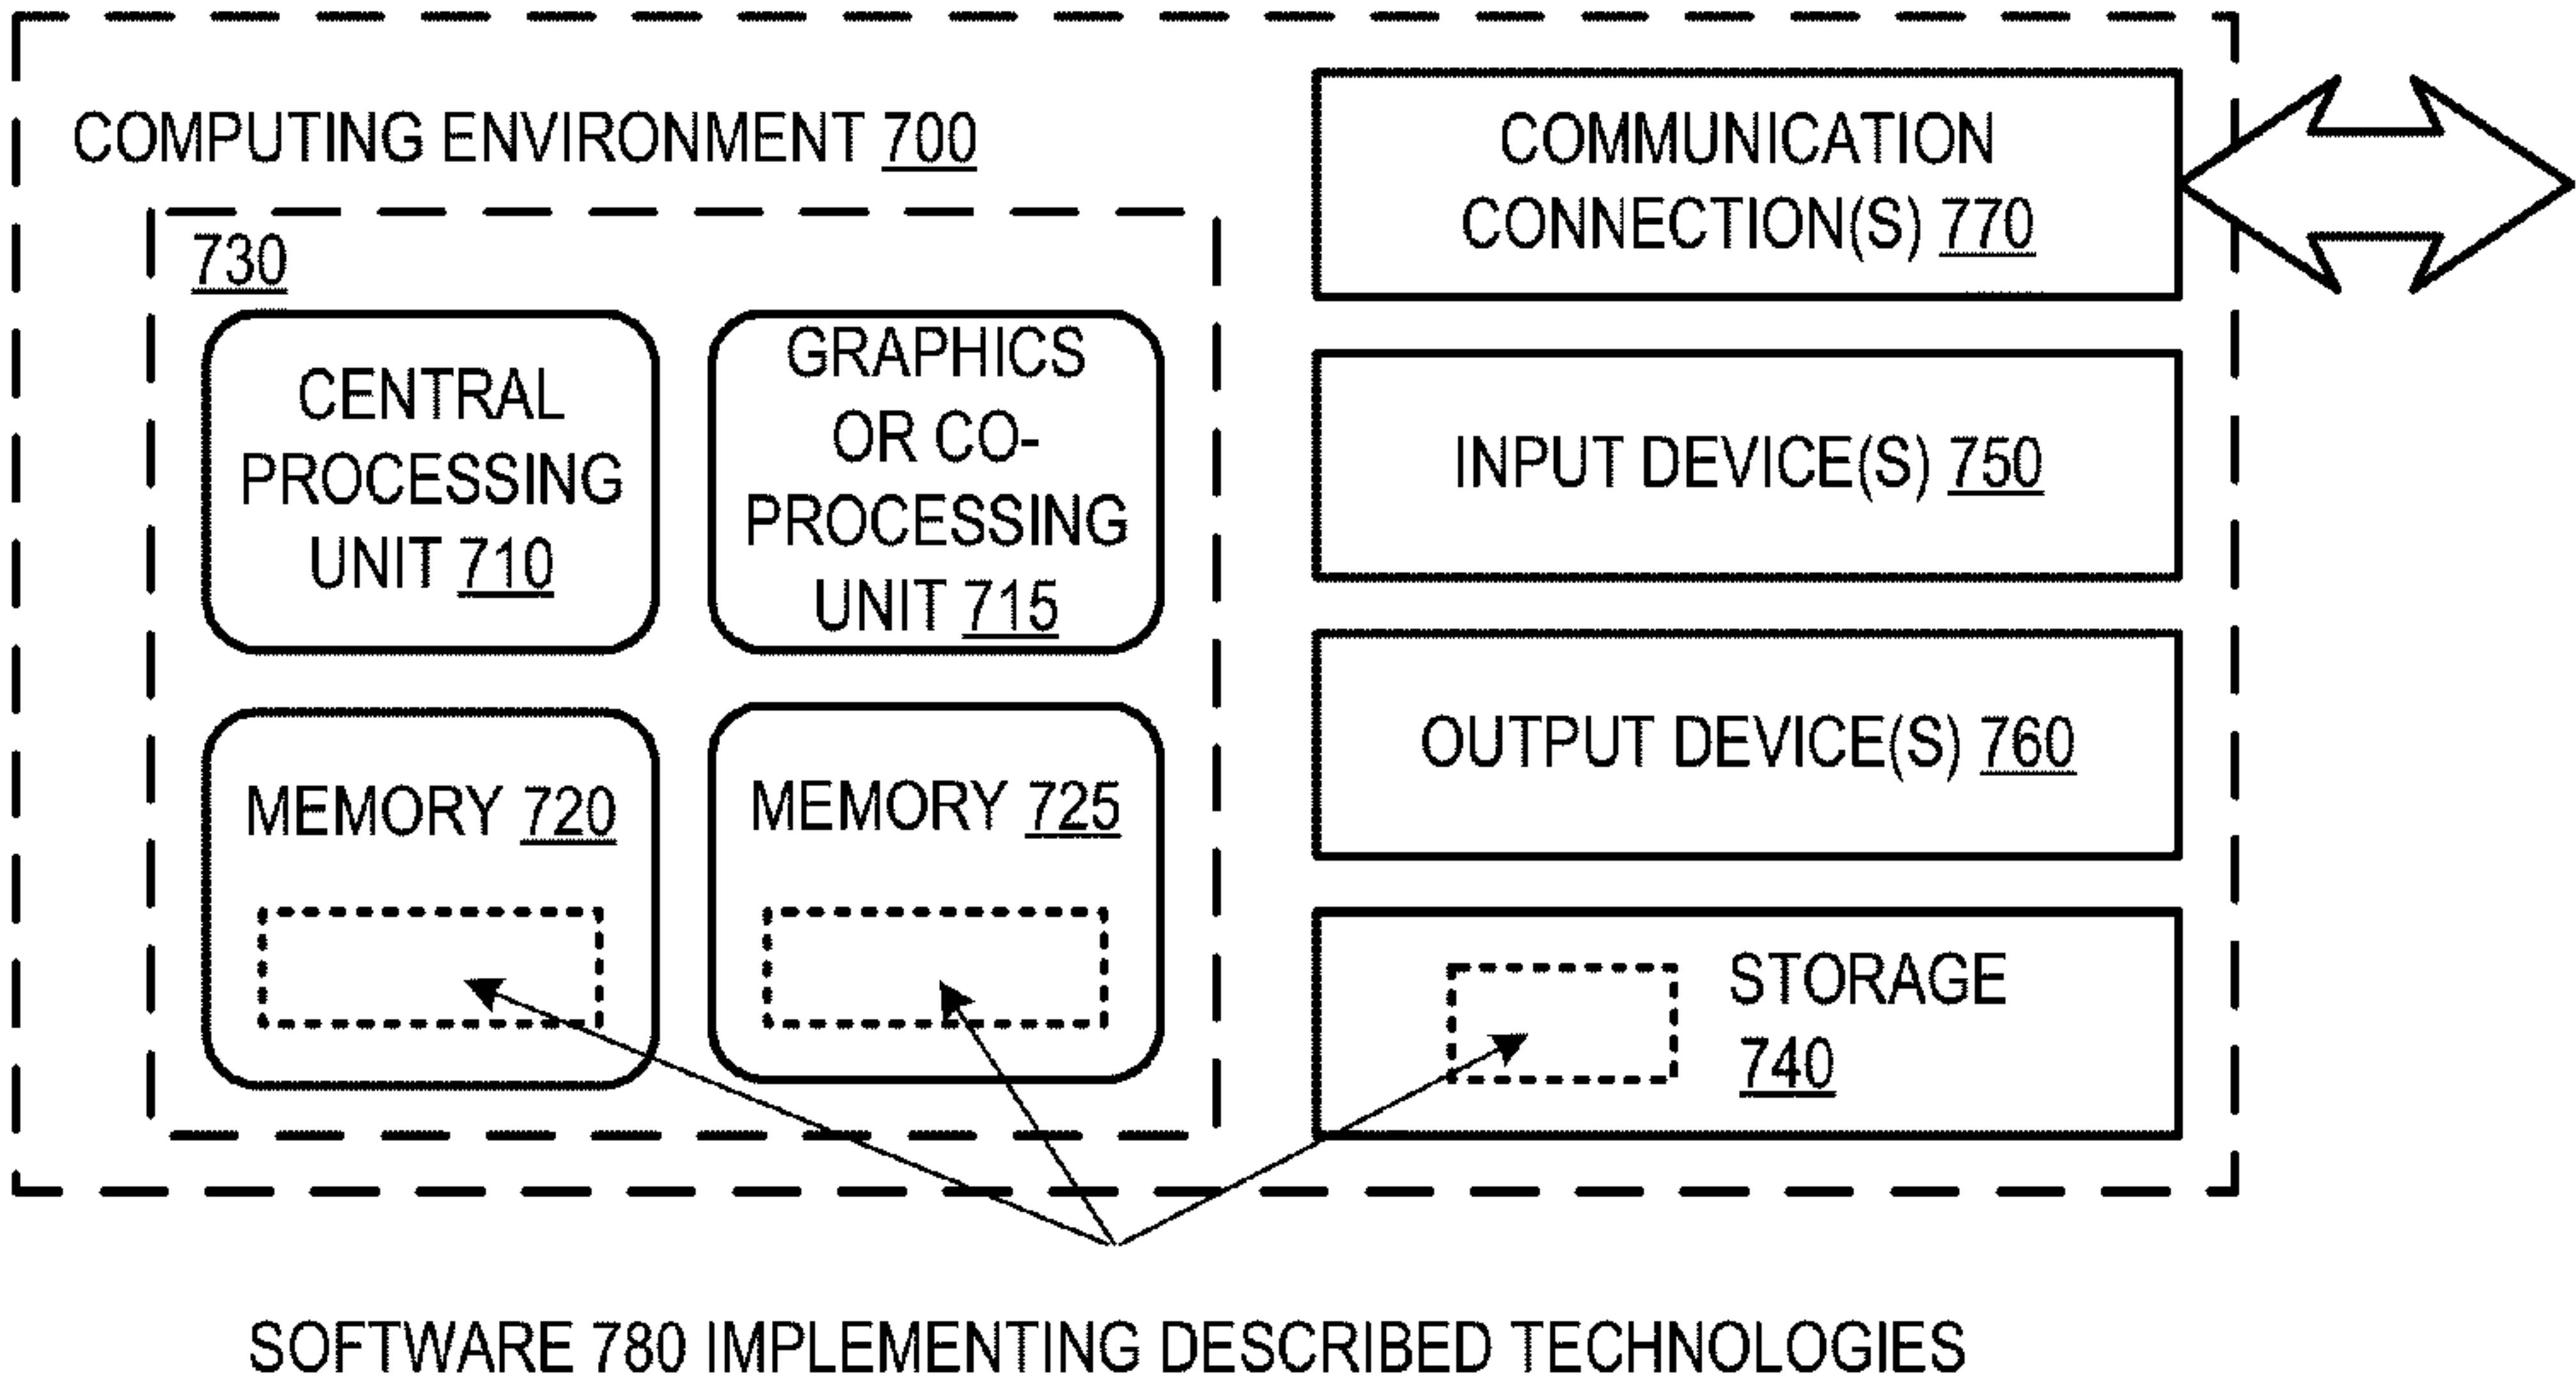 COMPUTING ENVIRONMENT 700
730
CENTRAL
PROCESSING
UNIT 710
GRAPHICS
OR CO-
PROCESSING
UNIT 715
MEMORY 720
MEMORY 725
COMMUNICATION
CONNECTION(S) 770
INPUT DEVICE(S) 750
OUTPUT DEVICE(S) 760
STORAGE
740
SOFTWARE 780 IMPLEMENTING DESCRIBED TECHNOLOGIES